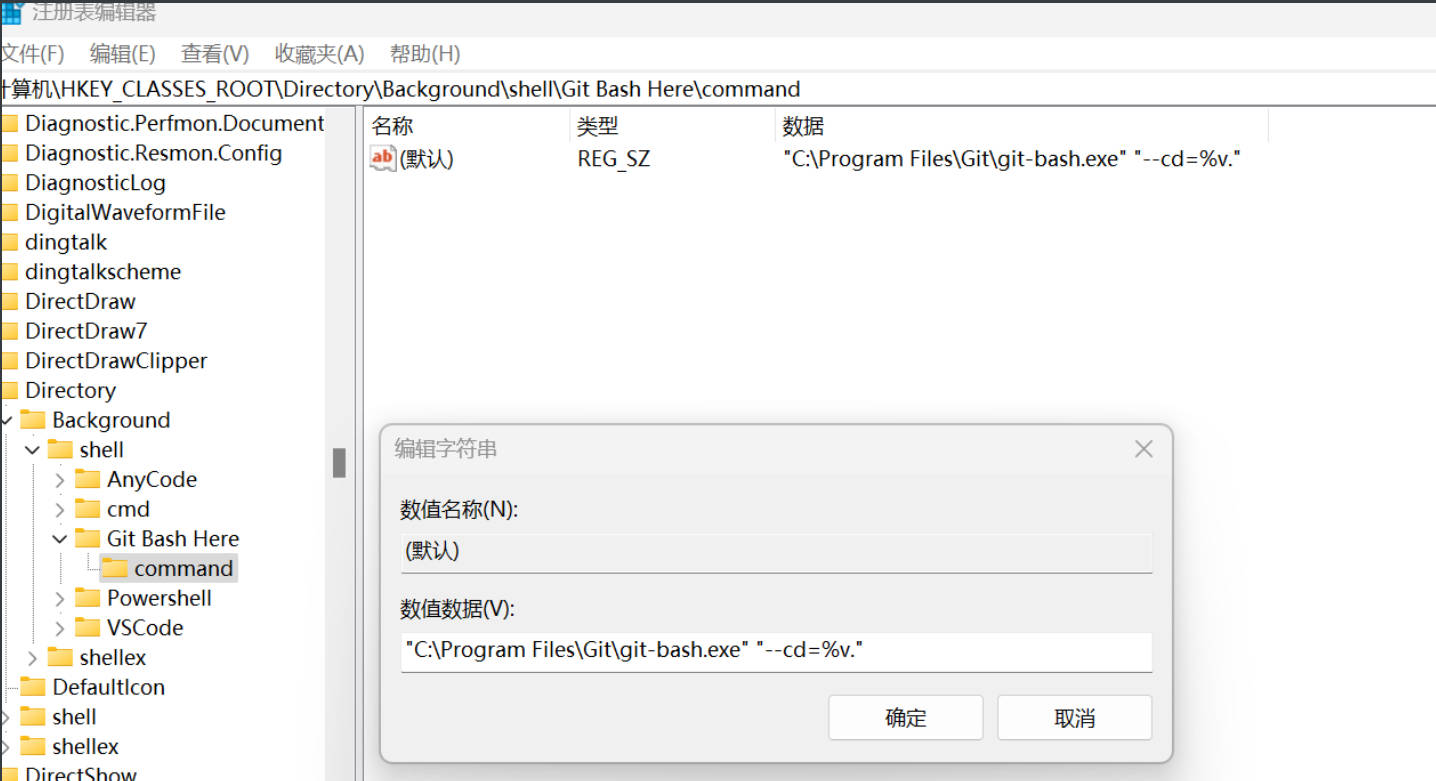 注册表编辑器
文件(F) 编辑(E) 查看(V) 收藏夹(A) 帮助(H)
计算机\HKEY_CLASSES_ROOT\Directory\Background\shell\Git Bash Here\command
Diagnostic.Perfmon.Document
Diagnostic.Resmon.Config
DiagnosticLog
DigitalWaveformFile
dingtalk
dingtalkscheme
DirectDraw
DirectDraw7
DirectDrawClipper
Directory
Background
shell
AnyCode
cmd
Git Bash Here
command
Powershell
VSCode
shellex
DefaultIcon
shell
shellex
DirectShow
名称 类型 数据
ab (默认) REG_SZ "C:\Program Files\Git\git-bash.exe" "--cd=%v."
编辑字符串
数值名称(N):
(默认)
数值数据(V):
"C:\Program Files\Git\git-bash.exe" "--cd=%v."
确定 取消